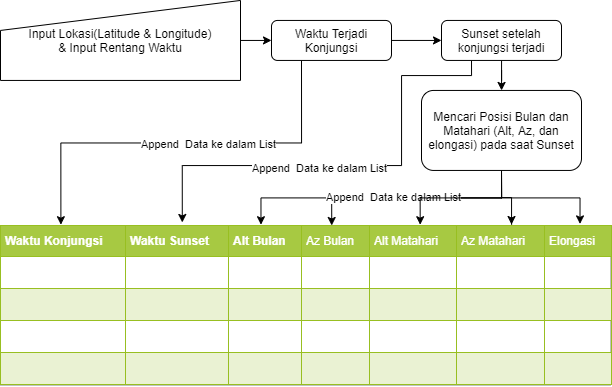 Input Lokasi(Latitude & Longitude)
& Input Rentang Waktu
Waktu Terjadi
Konjungsi
Sunset setelah
konjungsi terjadi
Mencari Posisi Bulan dan
Matahari (Alt, Az, dan
elongasi) pada saat Sunset
Append Data ke dalam List
Append Data ke dalam List
Append Data ke dalam List
Waktu Konjungsi Waktu Sunset Alt Bulan Az Bulan Alt Matahari Az Matahari Elongasi